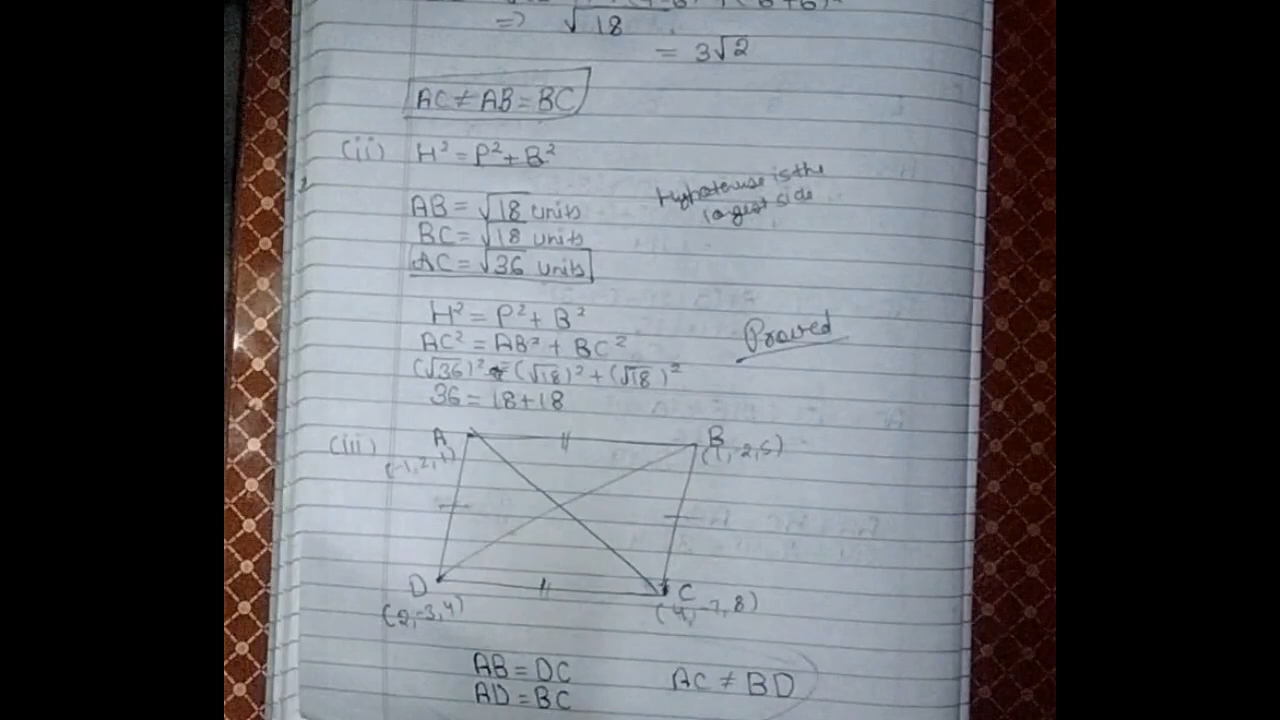 => √18
= 3√2
AC ≠ AB = BC
(ii) H² = P² + B²
Hypotenuse is the
largest side
AB = √18 units
BC = √18 units
AC = √36 units
H² = P² + B²
AC² = AB² + BC²
Proved
(√36)² = (√18)² + (√18)²
36 = 18+18
(iii) A B
(-1,2,1) (1,-2,5)
D C
(2,-3,4) (4,-7,8)
AB = DC
AD = BC
AC ≠ BD